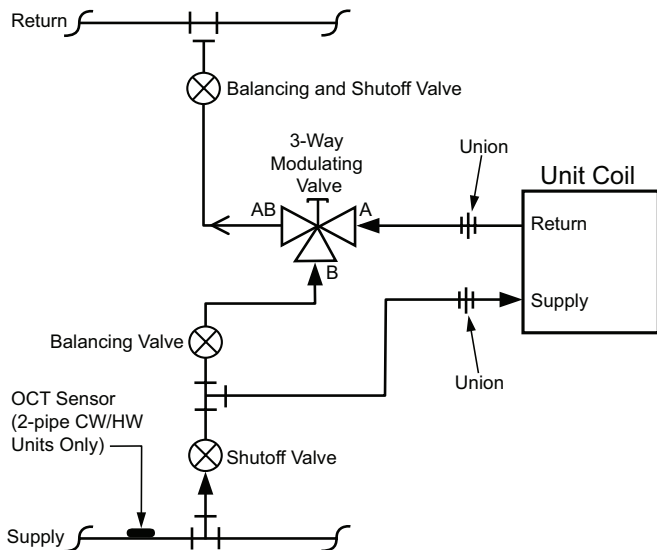 Return
Balancing and Shutoff Valve
3-Way
Modulating
Valve
Union
Unit Coil
AB
A
Return
B
Supply
Balancing Valve
Union
OCT Sensor
(2-pipe CW/HW
Units Only)
Shutoff Valve
Supply